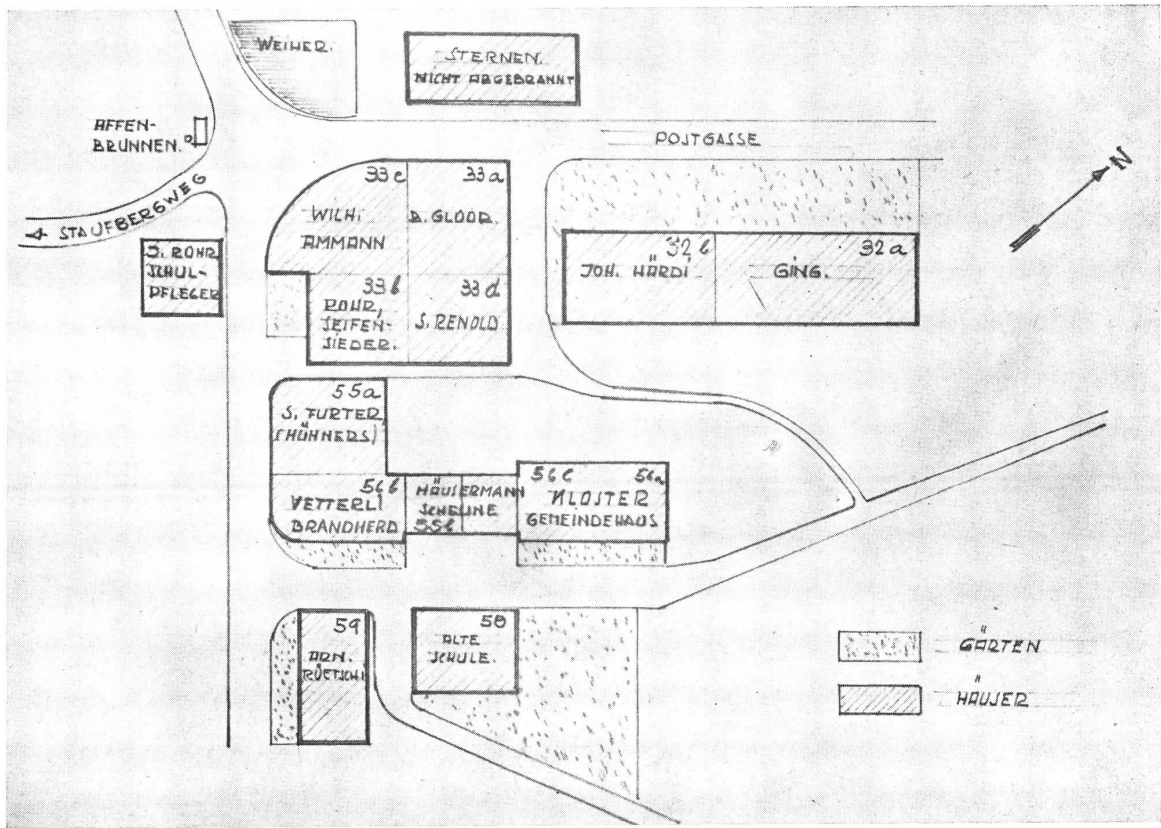 WEIHER.
STERNEN.
NICHT ABGEBRANNT
AFFEN-
BRUNNEN.
POSTGASSE
N
STAUFBERGWEG
33c
33a
WILH.
AMMANN
R. GLOOR
J. ROHR
SCHUL-
PFLEGER
32b
32a
JOH. HÄRDI
GING.
33b
33d
ROHR,
SEIFEN-
SIEDER.
S. RENOLD
55a
S. FURTER,
(HÜHNERS)
56b
VETTERLI
BRANDHERD
HÄUSERMANN
SCHEUNE
55b
56c
56a
KLOSTER
GEMEINDEHAUS
59
ARN.
RÜETSCHI
58
ALTE
SCHULE.
GÄRTEN
HÄUSER